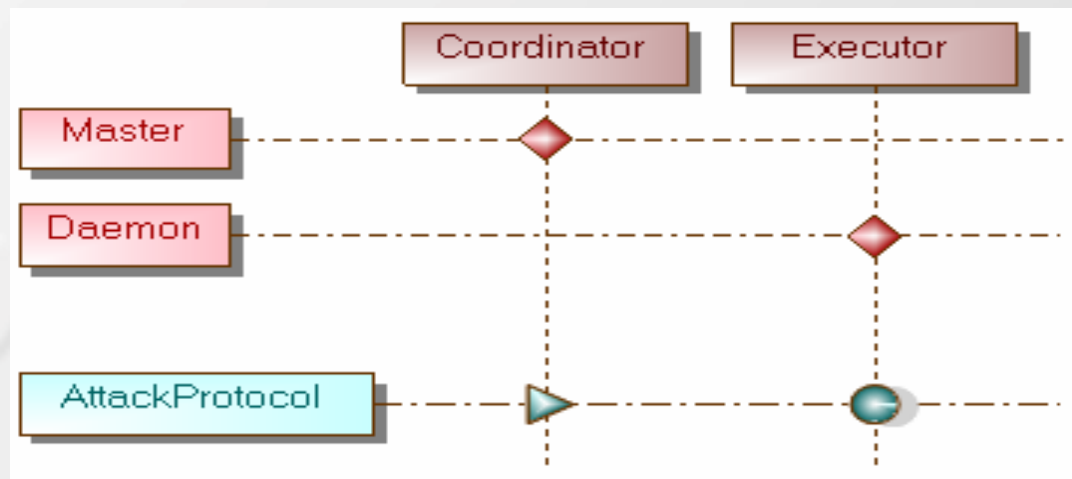 Coordinator
Executor
Master
Daemon
AttackProtocol